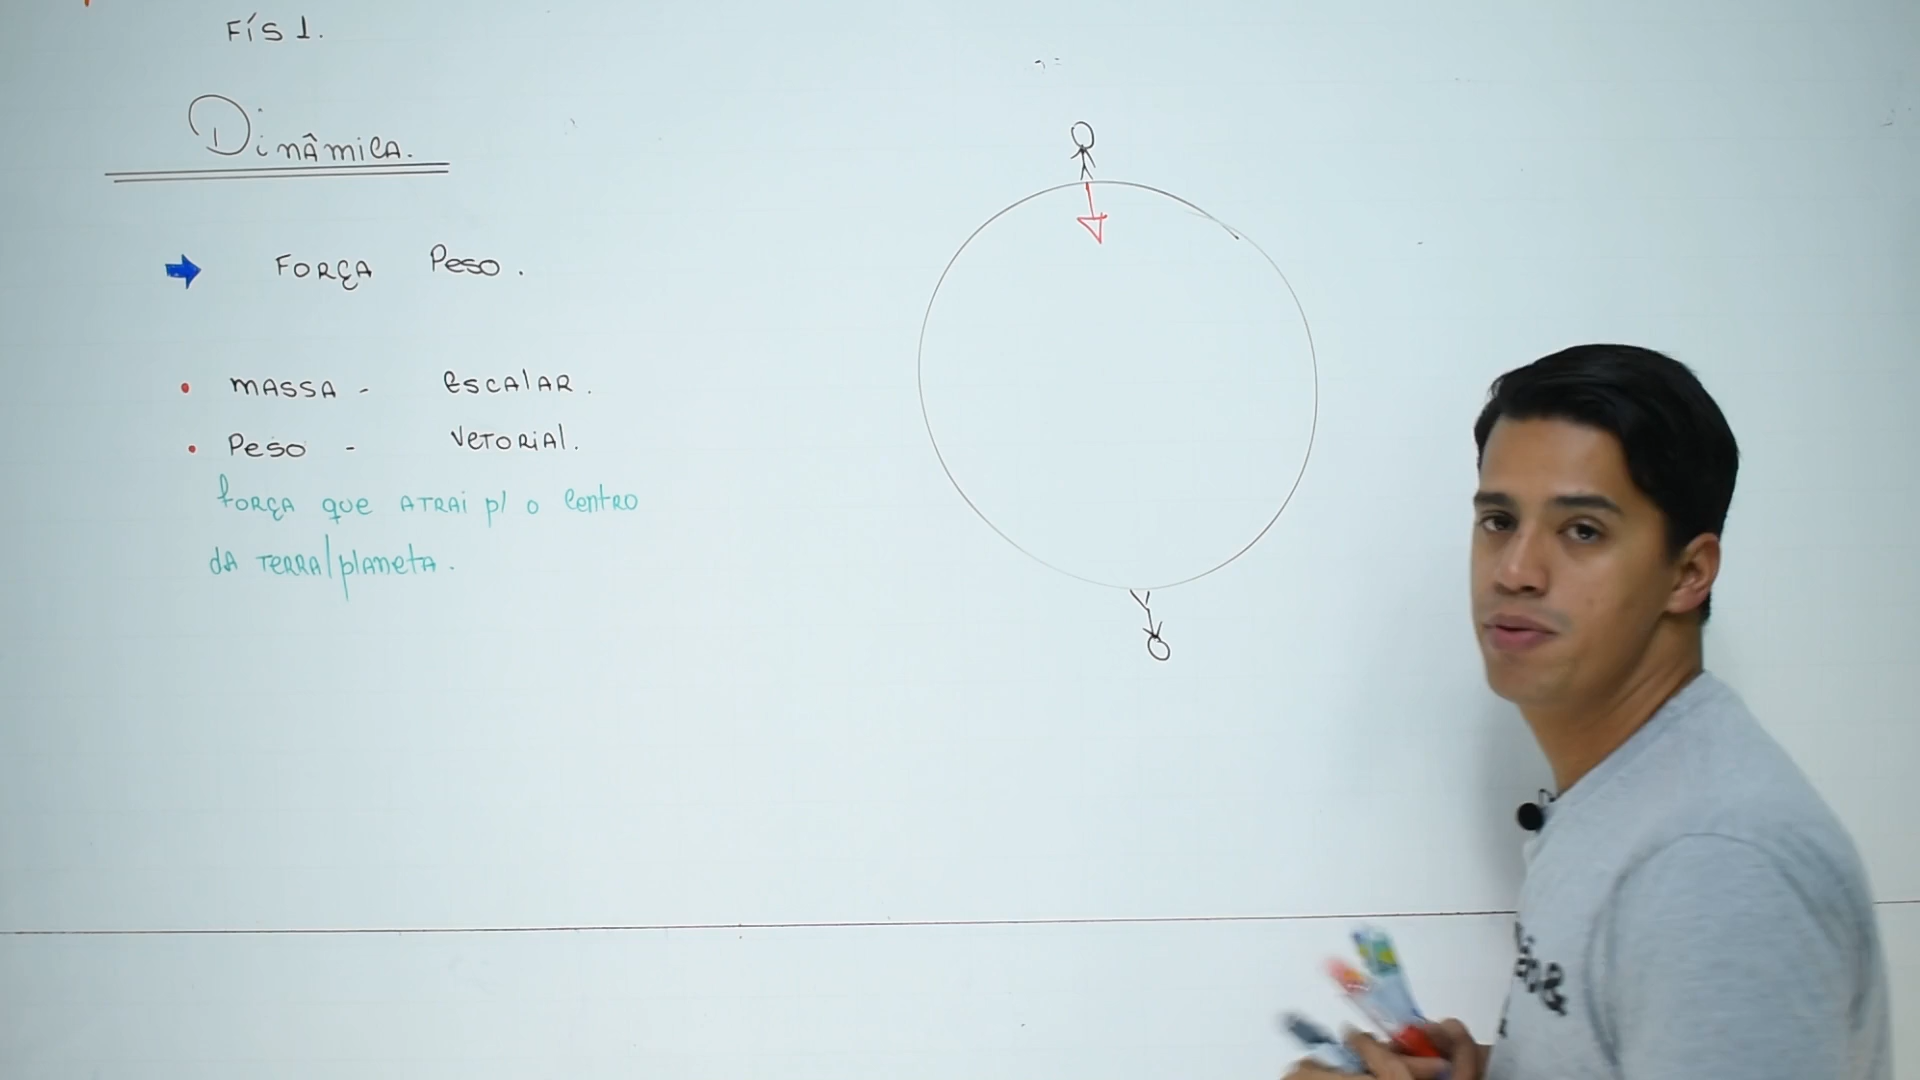 FÍS 1.
Dinâmica.
FORÇA Peso.
• MASSA - escalar.
• Peso - Vetorial.
força que ATRAI p/ o centro
da TERRA/planeta.